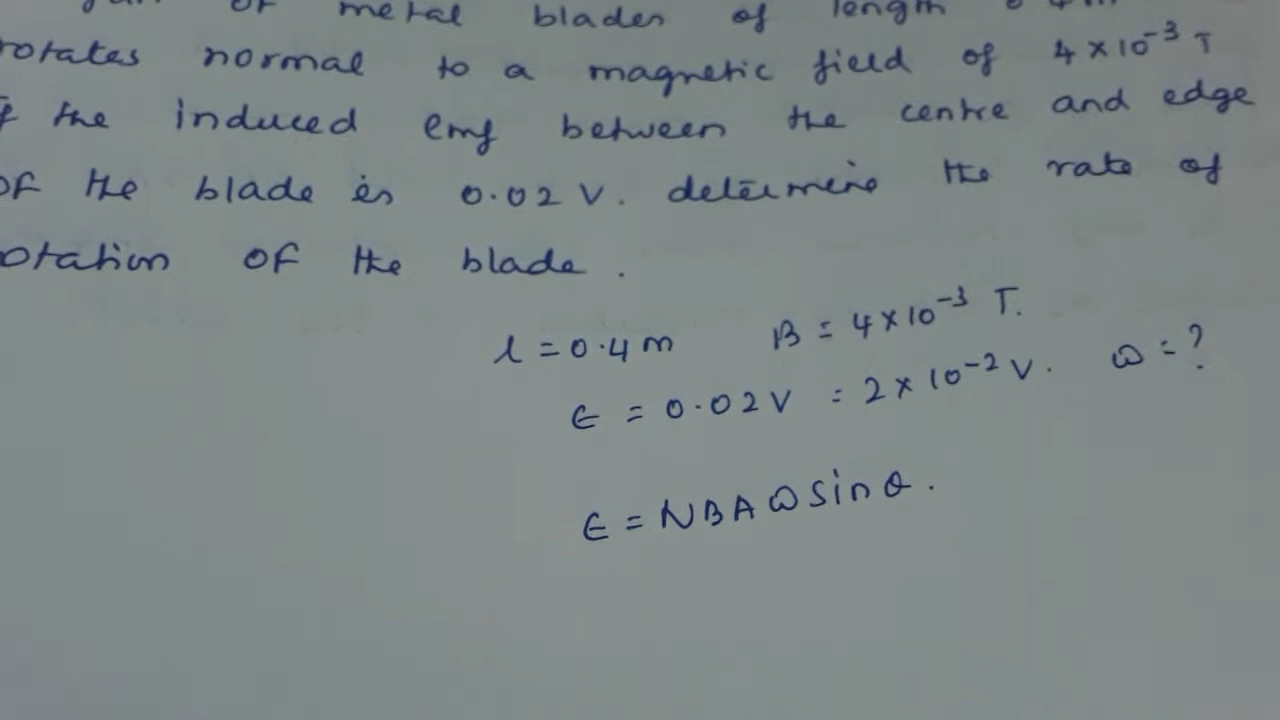 of metal blades of length
rotates normal to a magnetic field of 4 × 10⁻³ T
the induced emf between the centre and edge
of the blade is 0.02 V. determine the rate of
otation of the blade.
l = 0.4 m B = 4 × 10⁻³ T.
ε = 0.02 V = 2 × 10⁻² V. ω = ?
ε = NBA ω sin θ.